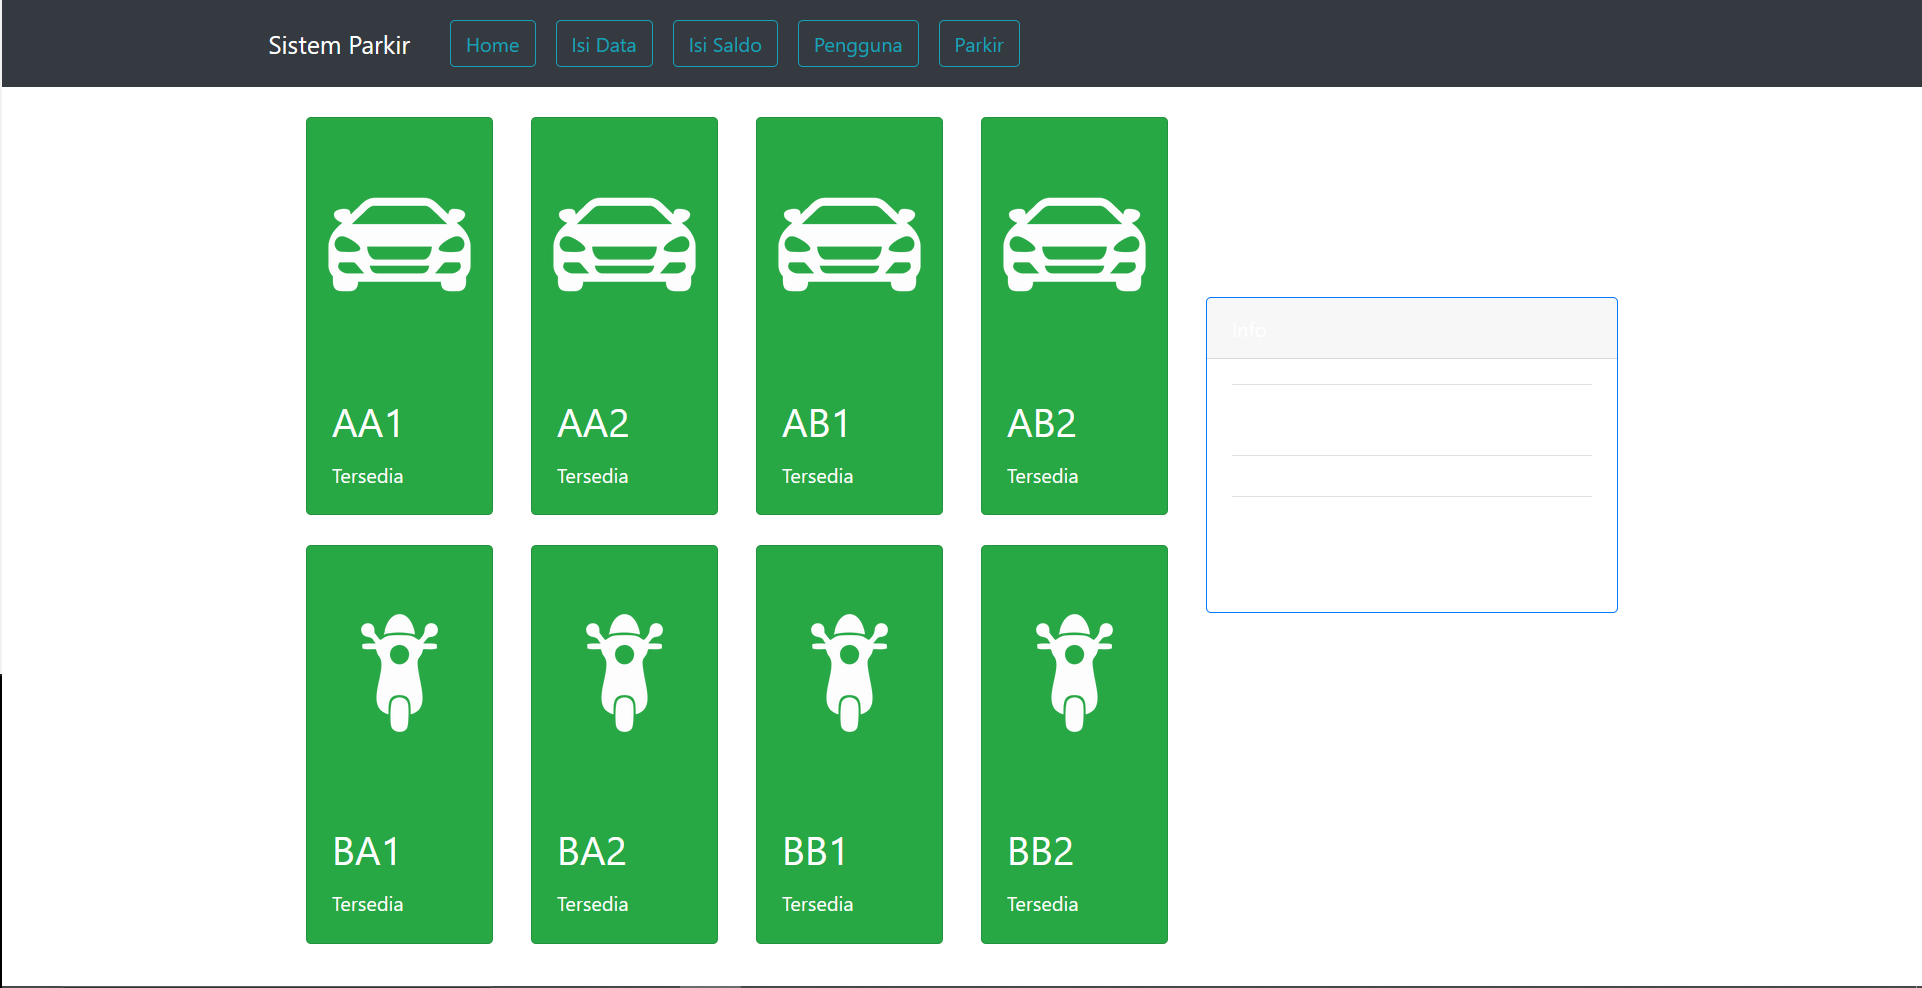 Sistem Parkir
Home
Isi Data
Isi Saldo
Pengguna
Parkir
AA1
Tersedia
AA2
Tersedia
AB1
Tersedia
AB2
Tersedia
Info
BA1
Tersedia
BA2
Tersedia
BB1
Tersedia
BB2
Tersedia